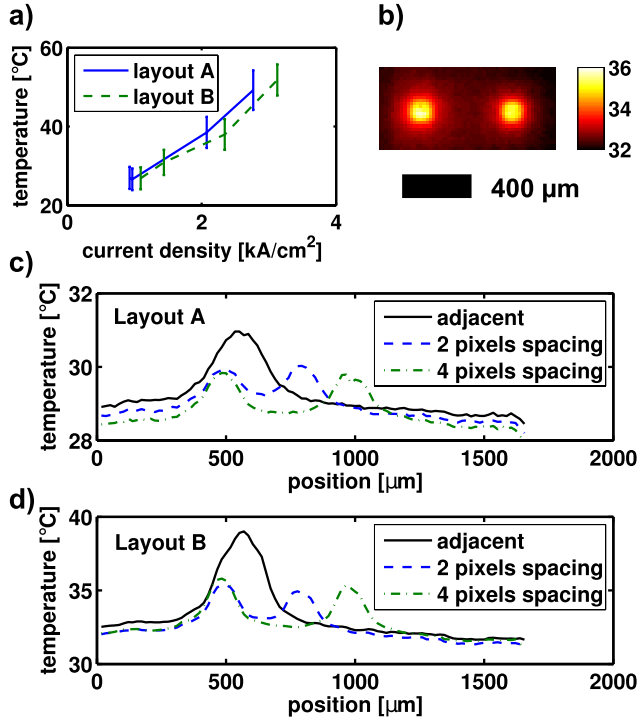 a)
temperature [°C]
60
40
20
0
2
4
layout A
layout B
current density [kA/cm²]
b)
36
34
32
400 µm
c)
temperature [°C]
32
30
28
Layout A
adjacent
2 pixels spacing
4 pixels spacing
0
500
1000
1500
2000
position [µm]
d)
temperature [°C]
40
35
30
Layout B
adjacent
2 pixels spacing
4 pixels spacing
0
500
1000
1500
2000
position [µm]